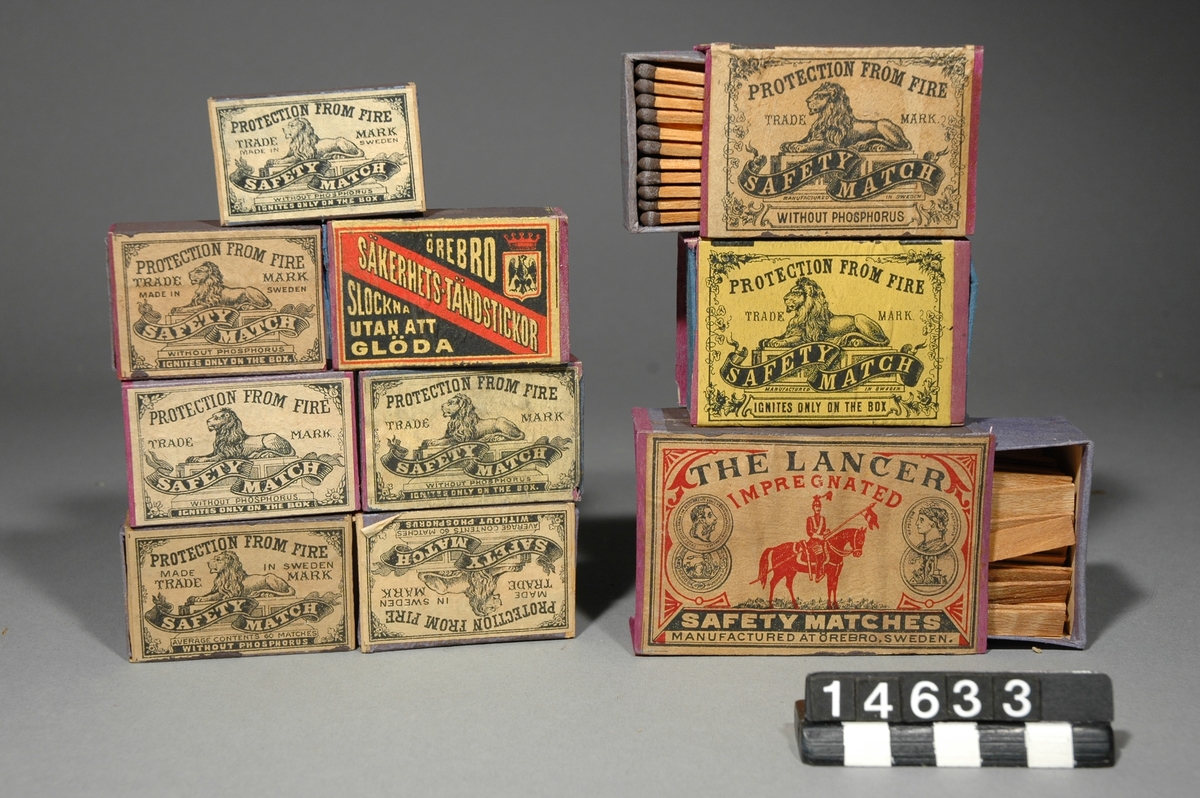 PROTECTION FROM FIRE
TRADE MARK
MADE IN SWEDEN
SAFETY MATCH
WITHOUT PHOSPHORUS
IGNITES ONLY ON THE BOX
PROTECTION FROM FIRE
TRADE MARK
MADE IN SWEDEN
SAFETY MATCH
WITHOUT PHOSPHORUS
IGNITES ONLY ON THE BOX.
ÖREBRO
SÄKERHETS-TÄNDSTICKOR
SLOCKNA
UTAN ATT
GLÖDA
PROTECTION FROM FIRE
TRADE MARK.
SAFETY MATCH
WITHOUT PHOSPHORUS
IGNITES ONLY ON THE BOX
PROTECTION FROM FIRE
TRADE MARK
SAFETY MATCH
WITHOUT PHOSPHORUS
IGNITES ONLY ON THE BOX.
PROTECTION FROM FIRE
MADE IN SWEDEN
TRADE MARK
SAFETY MATCH
AVERAGE CONTENTS 60 MATCHES
WITHOUT PHOSPHORUS
PROTECTION FROM FIRE
MADE IN SWEDEN
TRADE MARK
SAFETY MATCH
AVERAGE CONTENTS 60 MATCHES
WITHOUT PHOSPHORUS
PROTECTION FROM FIRE
TRADE MARK.
SAFETY MATCH
MANUFACTURED IN SWEDEN
WITHOUT PHOSPHORUS
PROTECTION FROM FIRE
TRADE MARK.
SAFETY MATCH
MANUFACTURED IN SWEDEN
IGNITES ONLY ON THE BOX
THE LANCER
IMPREGNATED
SAFETY MATCHES
MANUFACTURED AT ÖREBRO, SWEDEN.
14633